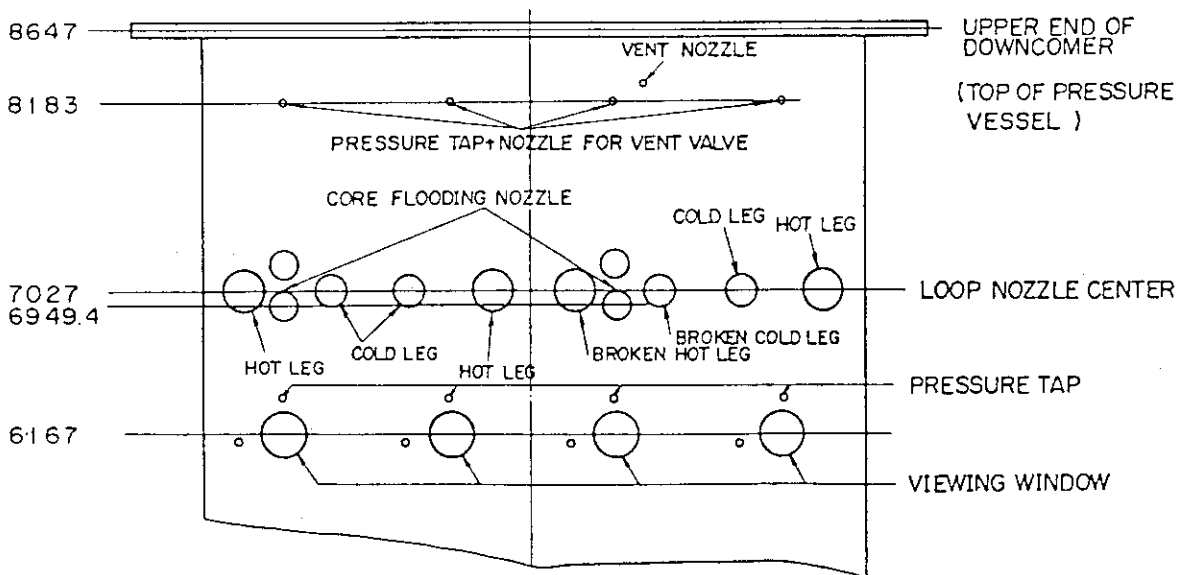 8647
UPPER END OF
DOWNCOMER
(TOP OF PRESSURE
VESSEL )
VENT NOZZLE
8183
PRESSURE TAP+NOZZLE FOR VENT VALVE
CORE FLOODING NOZZLE
COLD LEG
HOT LEG
7027
LOOP NOZZLE CENTER
6949.4
HOT LEG
COLD LEG
HOT LEG
BROKEN HOT LEG
BROKEN COLD LEG
PRESSURE TAP
6167
VIEWING WINDOW